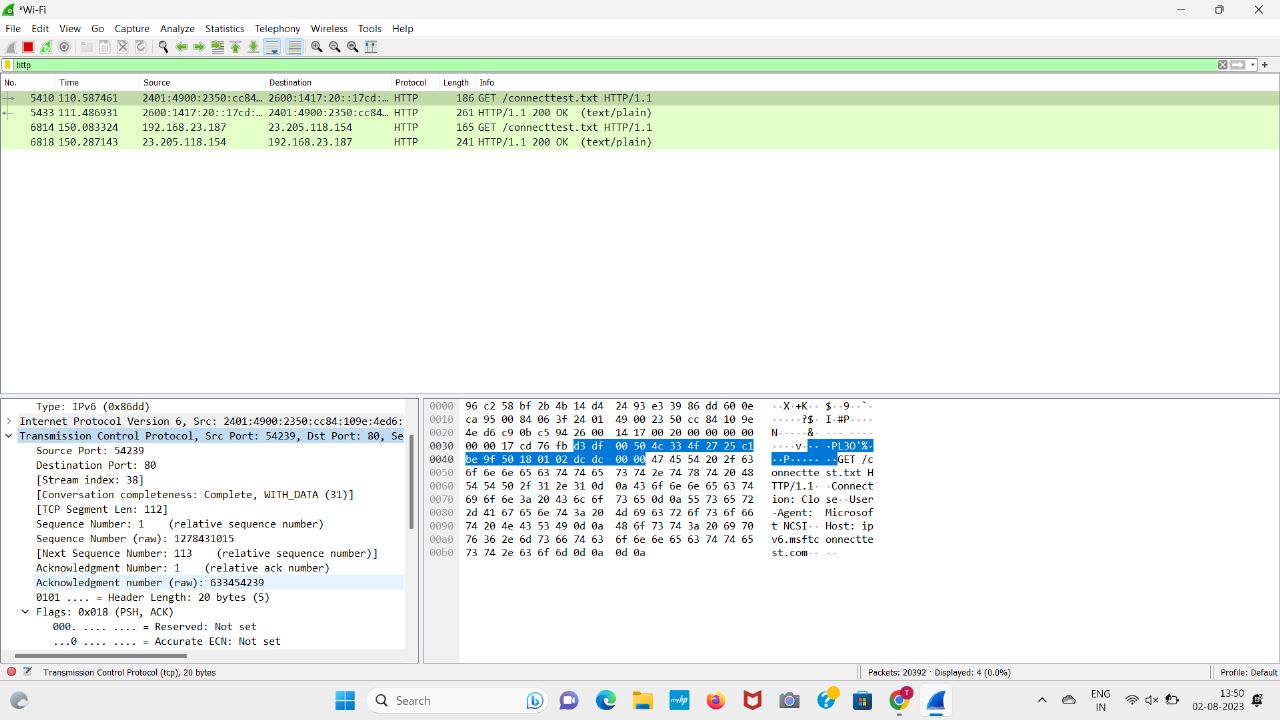 *Wi-Fi
File Edit View Go Capture Analyze Statistics Telephony Wireless Tools Help
http
No. Time Source Destination Protocol Length Info
5410 110.587461 2401:4900:2350:cc84… 2600:1417:20::17cd:… HTTP 186 GET /connecttest.txt HTTP/1.1
5433 111.486931 2600:1417:20::17cd:… 2401:4900:2350:cc84… HTTP 261 HTTP/1.1 200 OK (text/plain)
6814 150.083324 192.168.23.187 23.205.118.154 HTTP 165 GET /connecttest.txt HTTP/1.1
6818 150.287143 23.205.118.154 192.168.23.187 HTTP 241 HTTP/1.1 200 OK (text/plain)
Type: IPv6 (0x86dd)
Internet Protocol Version 6, Src: 2401:4900:2350:cc84:109e:4ed6:
Transmission Control Protocol, Src Port: 54239, Dst Port: 80, Se
Source Port: 54239
Destination Port: 80
[Stream index: 38]
[Conversation completeness: Complete, WITH_DATA (31)]
[TCP Segment Len: 112]
Sequence Number: 1 (relative sequence number)
Sequence Number (raw): 1278431015
[Next Sequence Number: 113 (relative sequence number)]
Acknowledgment Number: 1 (relative ack number)
Acknowledgment number (raw): 633454239
0101 .... = Header Length: 20 bytes (5)
Flags: 0x018 (PSH, ACK)
000. .... .... = Reserved: Not set
...0 .... .... = Accurate ECN: Not set
0000 96 c2 58 bf 2b 4b 14 d4 24 93 e3 39 86 dd 60 0e ··X·+K·· $··9··`·
0010 ca 95 00 84 06 3f 24 01 49 00 23 50 cc 84 10 9e ·····?$· I·#P····
0020 4e d6 c9 0b c5 94 26 00 14 17 00 20 00 00 00 00 N·····&· ··· ····
0030 00 00 17 cd 76 fb d3 df 00 50 4c 33 4f 27 25 c1 ····v··· ·PL3O'%·
0040 be 9f 50 18 01 02 dc dc 00 00 47 45 54 20 2f 63 ··P····· ··GET /c
0050 6f 6e 6e 65 63 74 74 65 73 74 2e 74 78 74 20 48 onnectte st.txt H
0060 54 54 50 2f 31 2e 31 0d 0a 43 6f 6e 6e 65 63 74 TTP/1.1· ·Connect
0070 69 6f 6e 3a 20 43 6c 6f 73 65 0d 0a 55 73 65 72 ion: Clo se··User
0080 2d 41 67 65 6e 74 3a 20 4d 69 63 72 6f 73 6f 66 -Agent: Microsof
0090 74 20 4e 43 53 49 0d 0a 48 6f 73 74 3a 20 69 70 t NCSI·· Host: ip
00a0 76 36 2e 6d 73 66 74 63 6f 6e 6e 65 63 74 74 65 v6.msftc onnectte
00b0 73 74 2e 63 6f 6d 0d 0a 0d 0a st.com·· ··
Transmission Control Protocol (tcp), 20 bytes Packets: 20392 · Displayed: 4 (0.0%) Profile: Default
Search myhp T ENG IN 13:50 02-08-2023